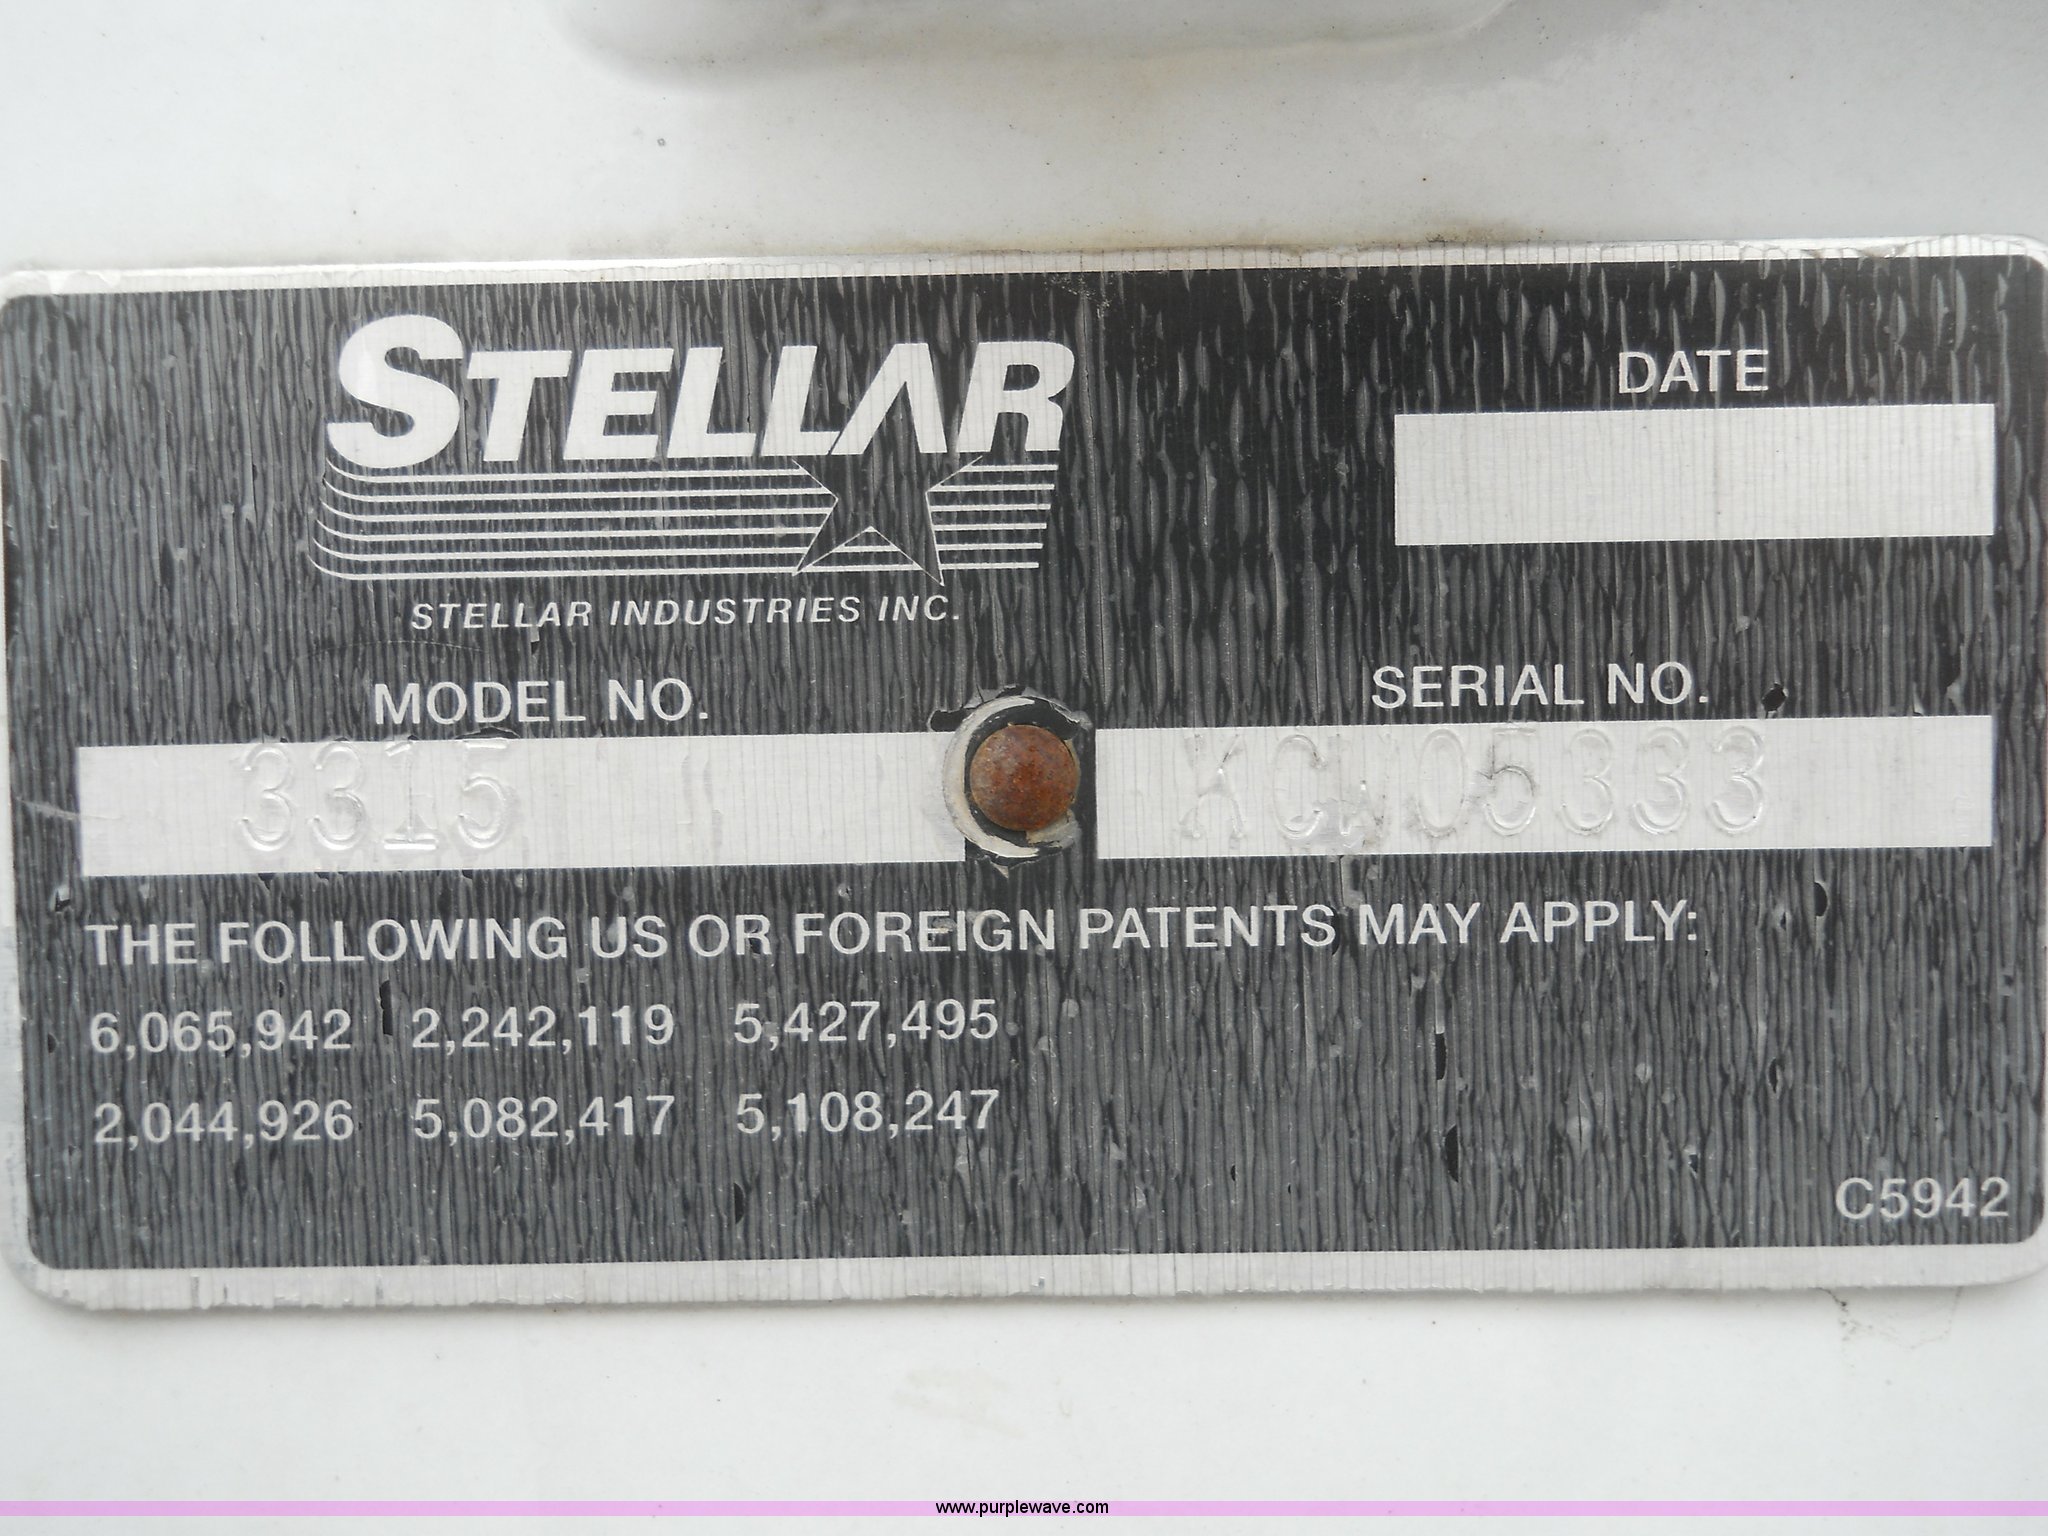 STELLAR
STELLAR INDUSTRIES INC.
DATE
MODEL NO.
3315
SERIAL NO.
KCW05333
THE FOLLOWING US OR FOREIGN PATENTS MAY APPLY:
6,065,942 2,242,119 5,427,495
2,044,926 5,082,417 5,108,247
C5942
www.purplewave.com